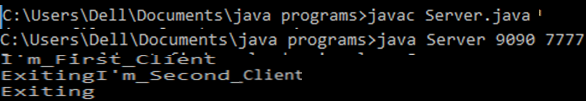 C:\Users\Dell\Documents\java programs>javac Server.java
C:\Users\Dell\Documents\java programs>java Server 9090 7777
I'm_First_Client
ExitingI'm_Second_Client
Exiting